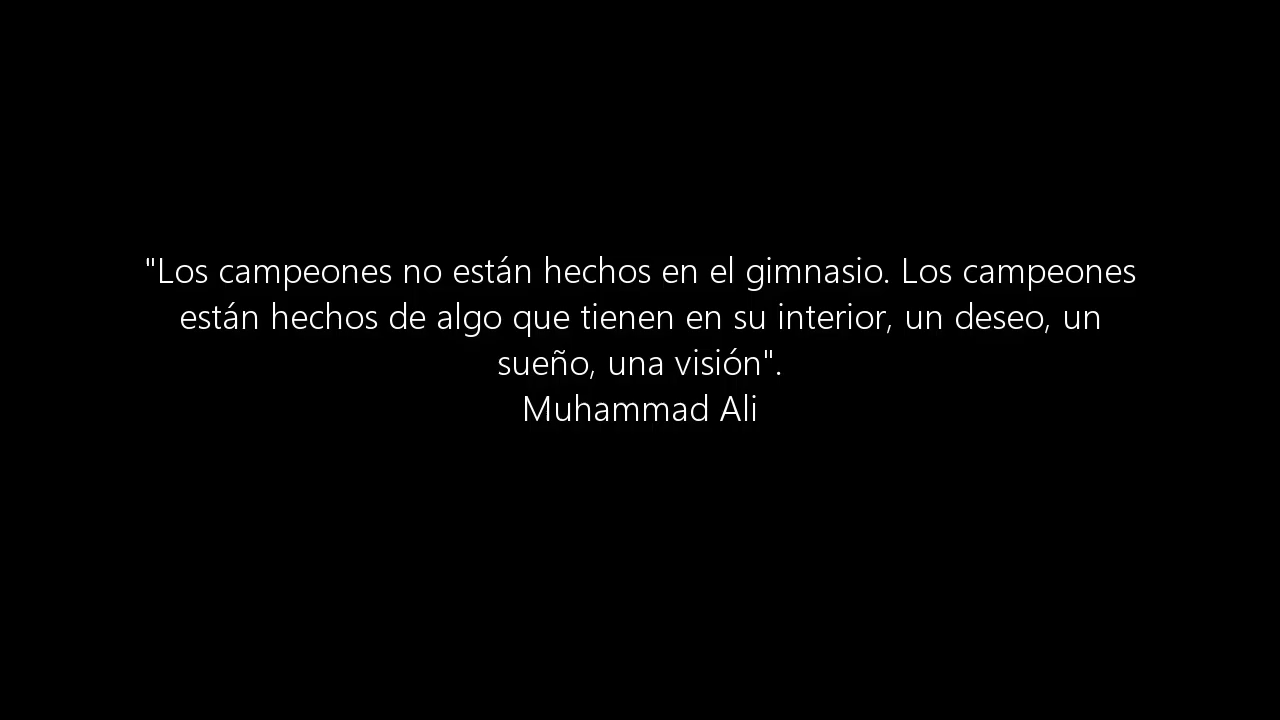 "Los campeones no están hechos en el gimnasio. Los campeones
están hechos de algo que tienen en su interior, un deseo, un
sueño, una visión".
Muhammad Ali